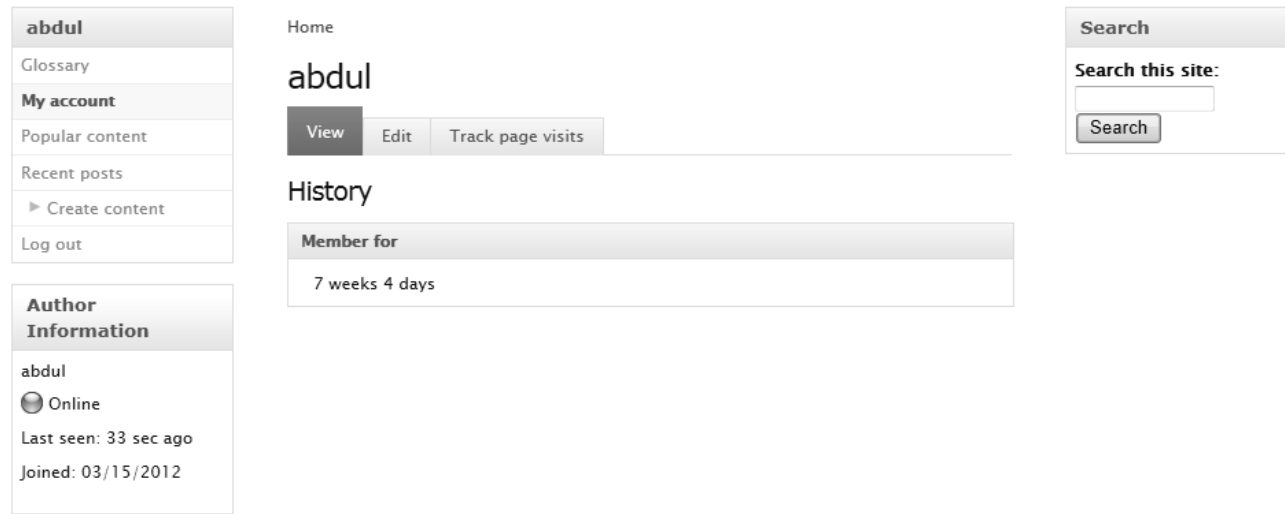 abdul
Glossary
My account
Popular content
Recent posts
Create content
Log out
Author
Information
abdul
Online
Last seen: 33 sec ago
Joined: 03/15/2012
Home
abdul
View Edit Track page visits
History
Member for
7 weeks 4 days
Search
Search this site:
Search